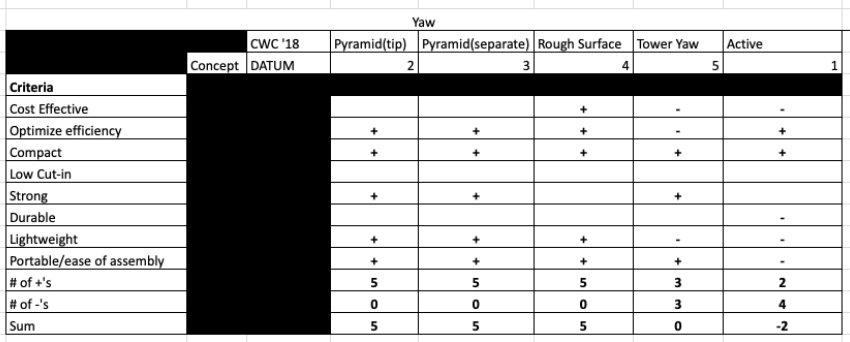 Yaw
CWC '18 Pyramid(tip) Pyramid(separate) Rough Surface Tower Yaw Active
Concept DATUM 2 3 4 5 1
Criteria
Cost Effective + - -
Optimize efficiency + + + - +
Compact + + + + +
Low Cut-in
Strong + + +
Durable -
Lightweight + + + - -
Portable/ease of assembly + + + + -
# of +'s 5 5 5 3 2
# of -'s 0 0 0 3 4
Sum 5 5 5 0 -2